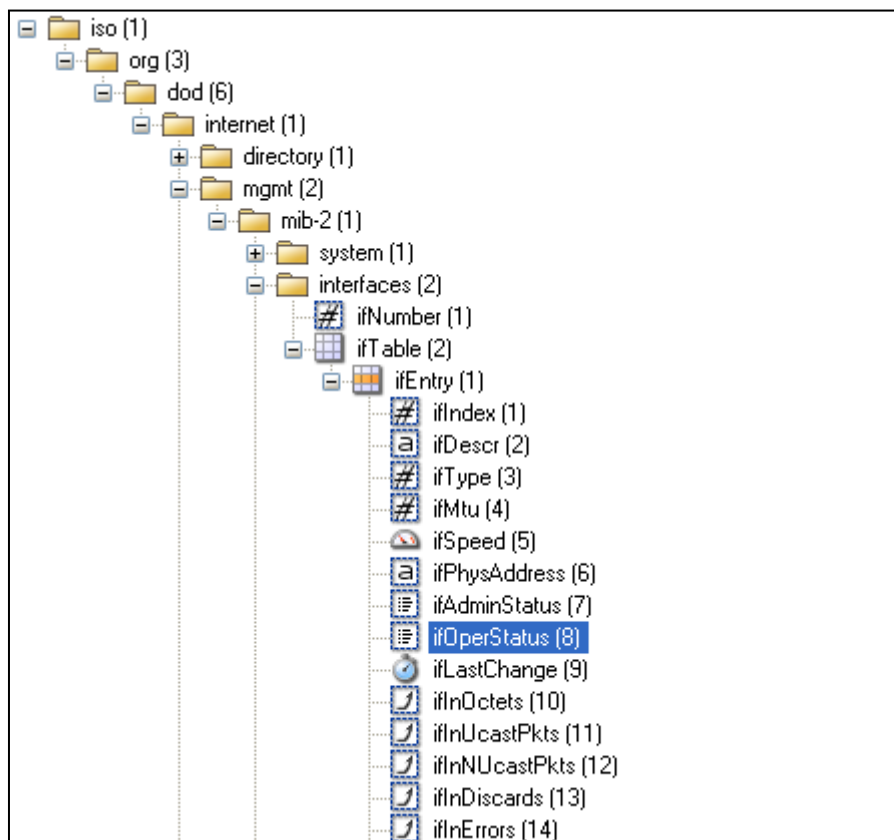 iso (1)
org (3)
dod (6)
internet (1)
directory (1)
mgmt (2)
mib-2 (1)
system (1)
interfaces (2)
ifNumber (1)
ifTable (2)
ifEntry (1)
ifIndex (1)
ifDescr (2)
ifType (3)
ifMtu (4)
ifSpeed (5)
ifPhysAddress (6)
ifAdminStatus (7)
ifOperStatus (8)
ifLastChange (9)
ifInOctets (10)
ifInUcastPkts (11)
ifInNUcastPkts (12)
ifInDiscards (13)
ifInErrors (14)